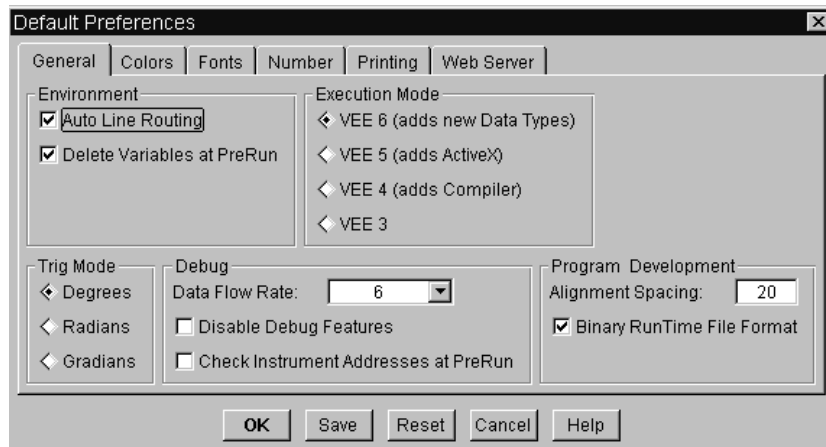 Default Preferences
General Colors Fonts Number Printing Web Server
Environment
Auto Line Routing
Delete Variables at PreRun
Execution Mode
VEE 6 (adds new Data Types)
VEE 5 (adds ActiveX)
VEE 4 (adds Compiler)
VEE 3
Trig Mode
Degrees
Radians
Gradians
Debug
Data Flow Rate: 6
Disable Debug Features
Check Instrument Addresses at PreRun
Program Development
Alignment Spacing: 20
Binary RunTime File Format
OK Save Reset Cancel Help